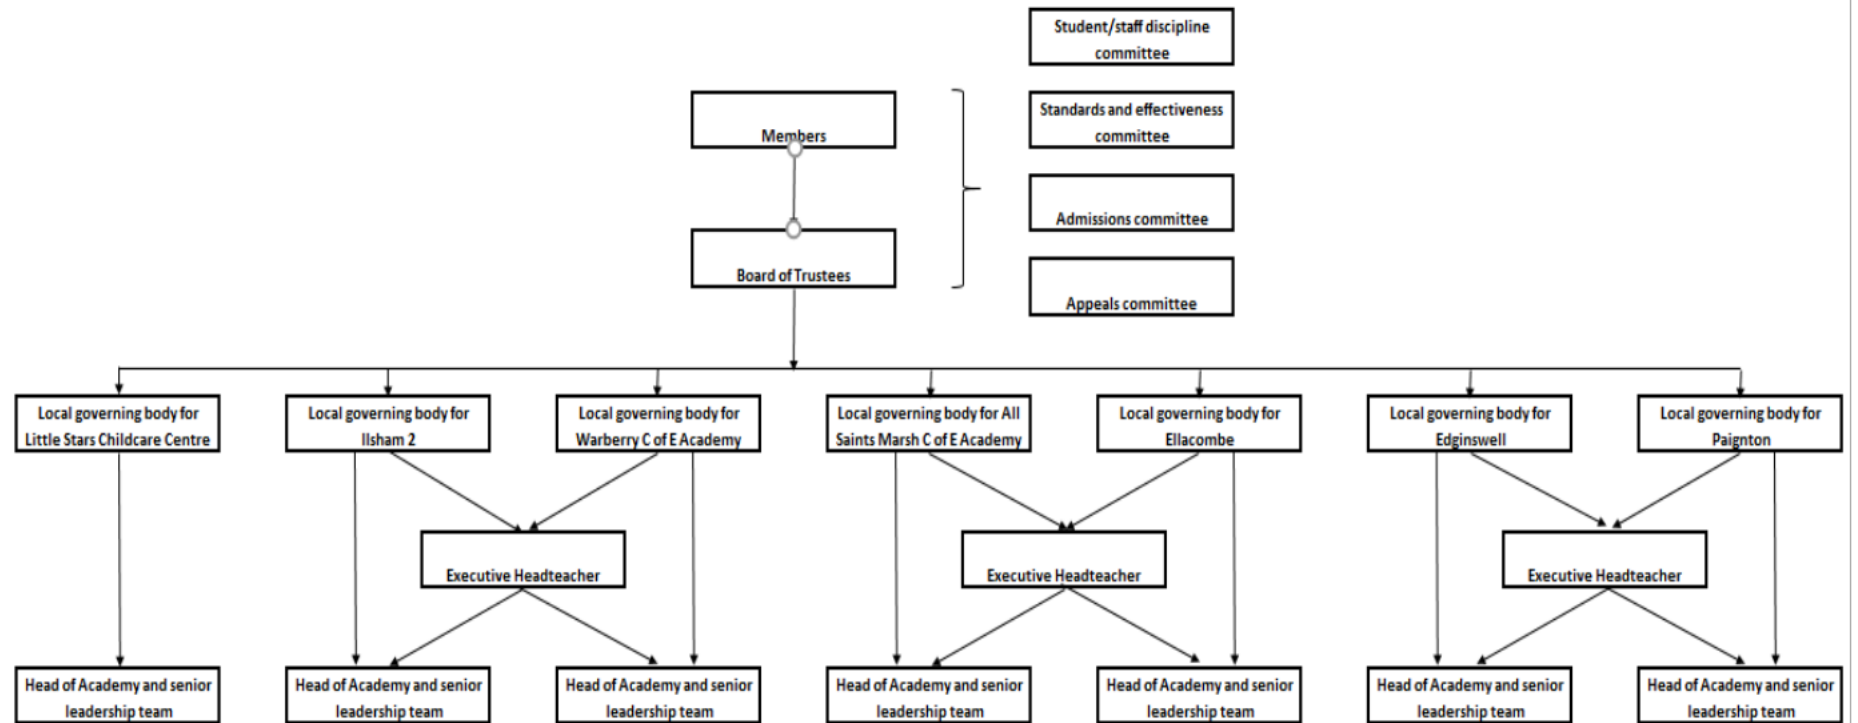 Student/staff discipline
committee
Members
Standards and effectiveness
committee
Admissions committee
Board of Trustees
Appeals committee
Local governing body for
Little Stars Childcare Centre
Local governing body for
Ilsham 2
Local governing body for
Warberry C of E Academy
Local governing body for All
Saints Marsh C of E Academy
Local governing body for
Ellacombe
Local governing body for
Edginswell
Local governing body for
Paignton
Executive Headteacher
Executive Headteacher
Executive Headteacher
Head of Academy and senior
leadership team
Head of Academy and senior
leadership team
Head of Academy and senior
leadership team
Head of Academy and senior
leadership team
Head of Academy and senior
leadership team
Head of Academy and senior
leadership team
Head of Academy and senior
leadership team